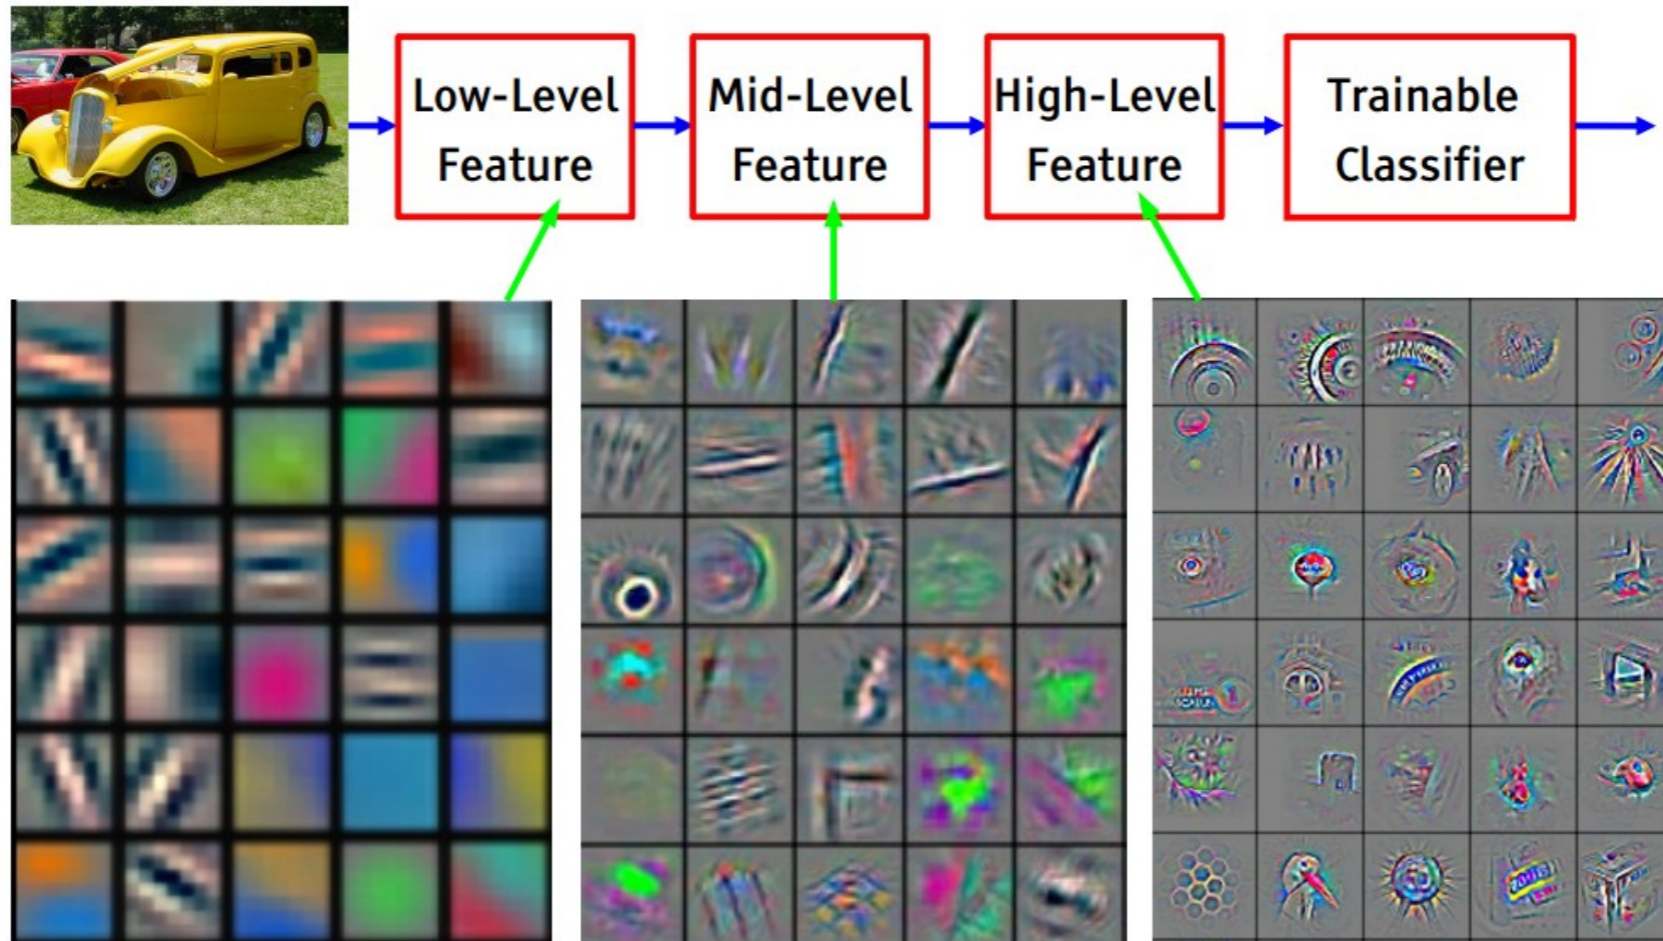 Low-Level
Feature
Mid-Level
Feature
High-Level
Feature
Trainable
Classifier